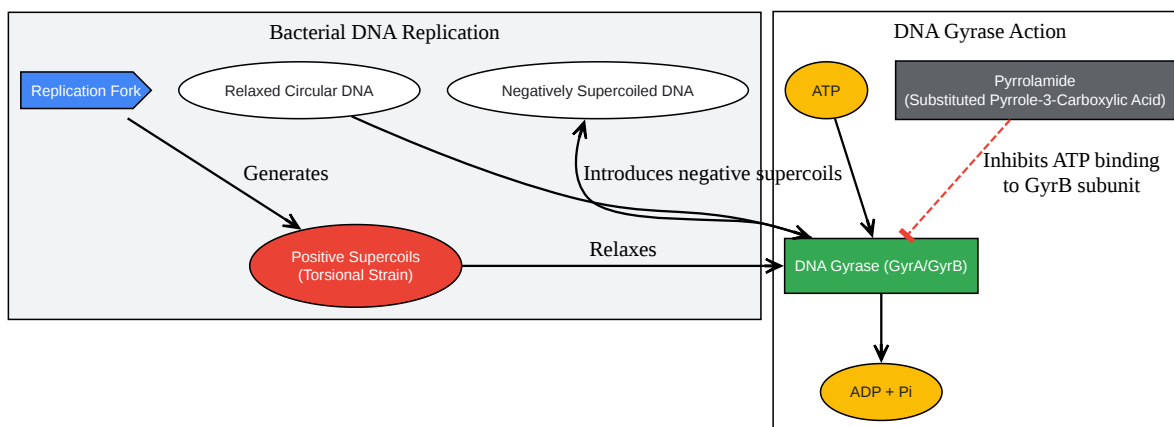 Bacterial DNA Replication
DNA Gyrase Action
Replication Fork
Relaxed Circular DNA
Negatively Supercoiled DNA
ATP
Pyrrolamide
(Substituted Pyrrole-3-Carboxylic Acid)
Generates
Introduces negative supercoils
Inhibits ATP binding
to GyrB subunit
Positive Supercoils
(Torsional Strain)
Relaxes
DNA Gyrase (GyrA/GyrB)
ADP + Pi